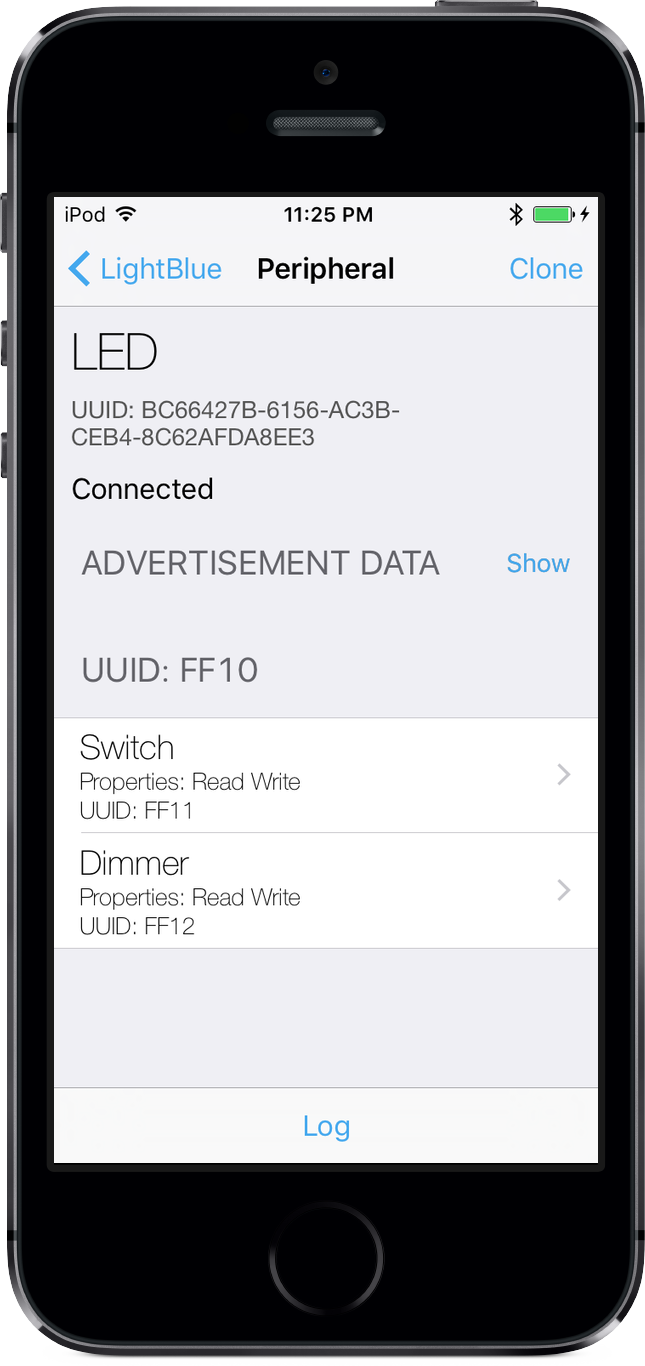 iPod 11:25 PM
LightBlue Peripheral Clone
LED
UUID: BC66427B-6156-AC3B-
CEB4-8C62AFDA8EE3
Connected
ADVERTISEMENT DATA Show
UUID: FF10
Switch
Properties: Read Write
UUID: FF11
Dimmer
Properties: Read Write
UUID: FF12
Log